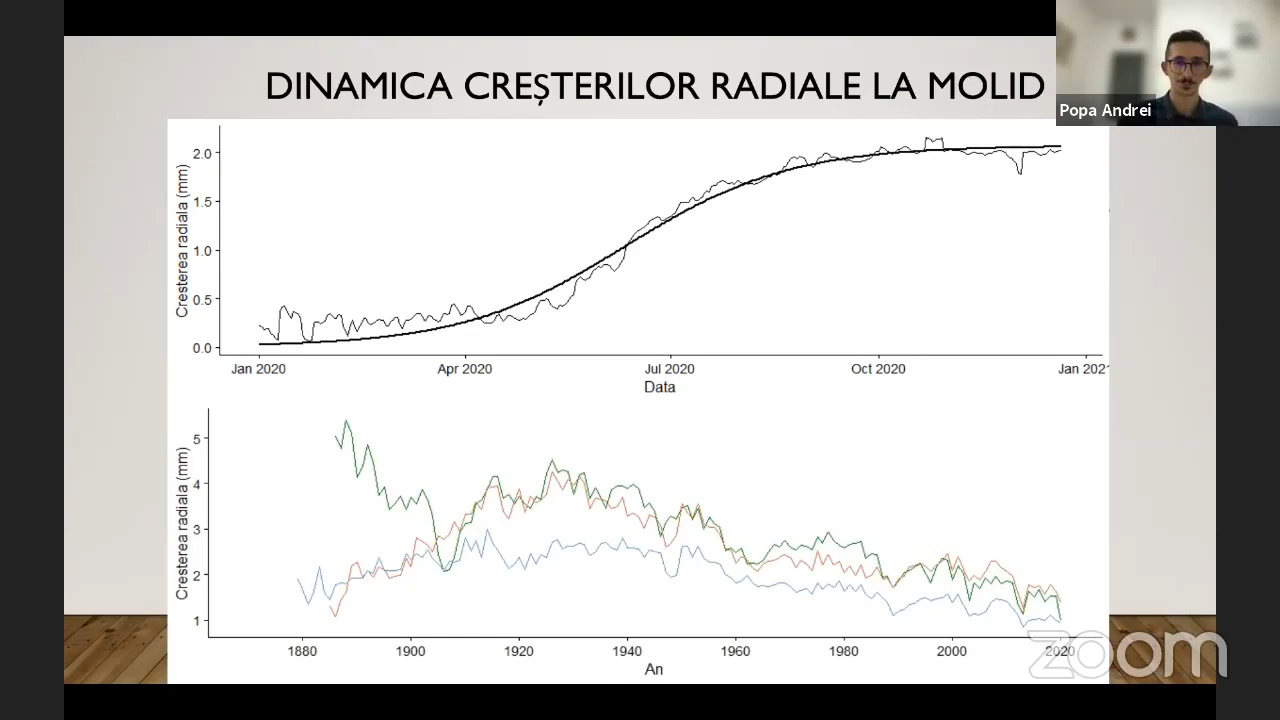 DINAMICA CREȘTERILOR RADIALE LA MOLID
Popa Andrei
Cresterea radiala (mm)
2.0
1.5
1.0
0.5
0.0
Jan 2020
Apr 2020
Jul 2020
Oct 2020
Jan 2021
Data
Cresterea radiala (mm)
5
4
3
2
1
1880
1900
1920
1940
1960
1980
2000
2020
An
zoom